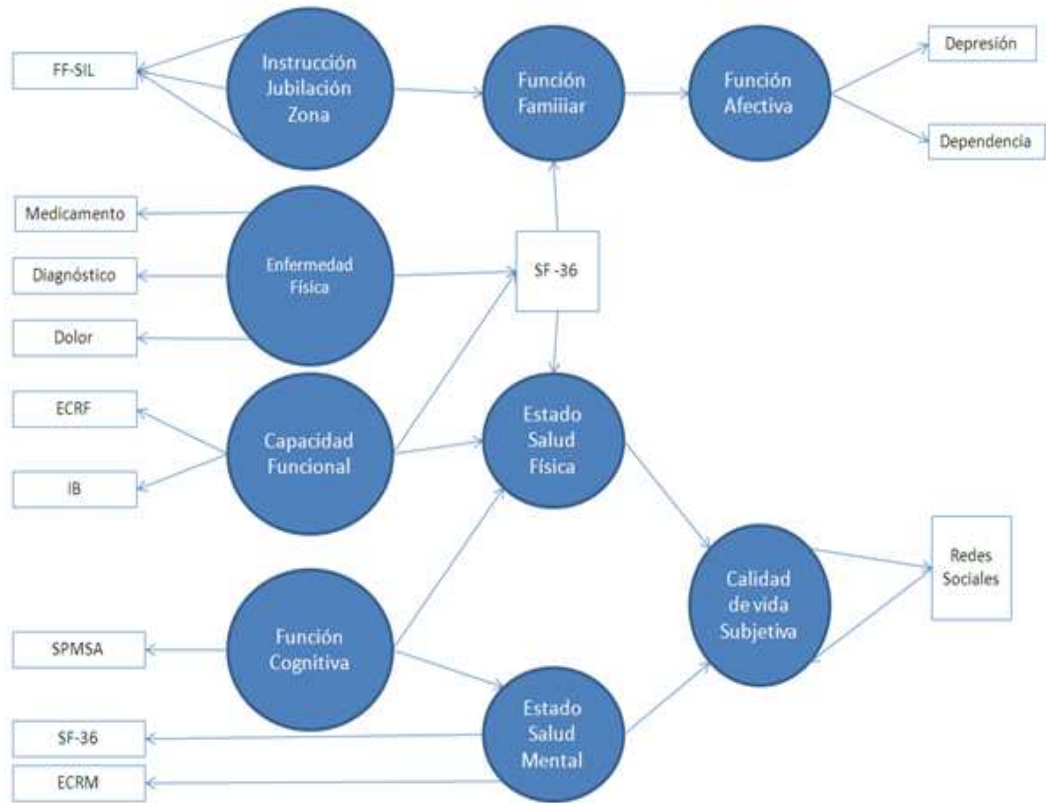 FF-SIL
Instrucción
Jubilación
Zona
Función
Famiiiar
Función
Afectiva
Depresión
Dependencia
Medicamento
Diagnóstico
Dolor
Enfermedad
Física
SF -36
ECRF
IB
Capacidad
Funcional
Estado
Salud
Física
Calidad
de vida
Subjetiva
Redes
Sociales
SPMSA
Función
Cognitiva
SF-36
ECRM
Estado
Salud
Mental